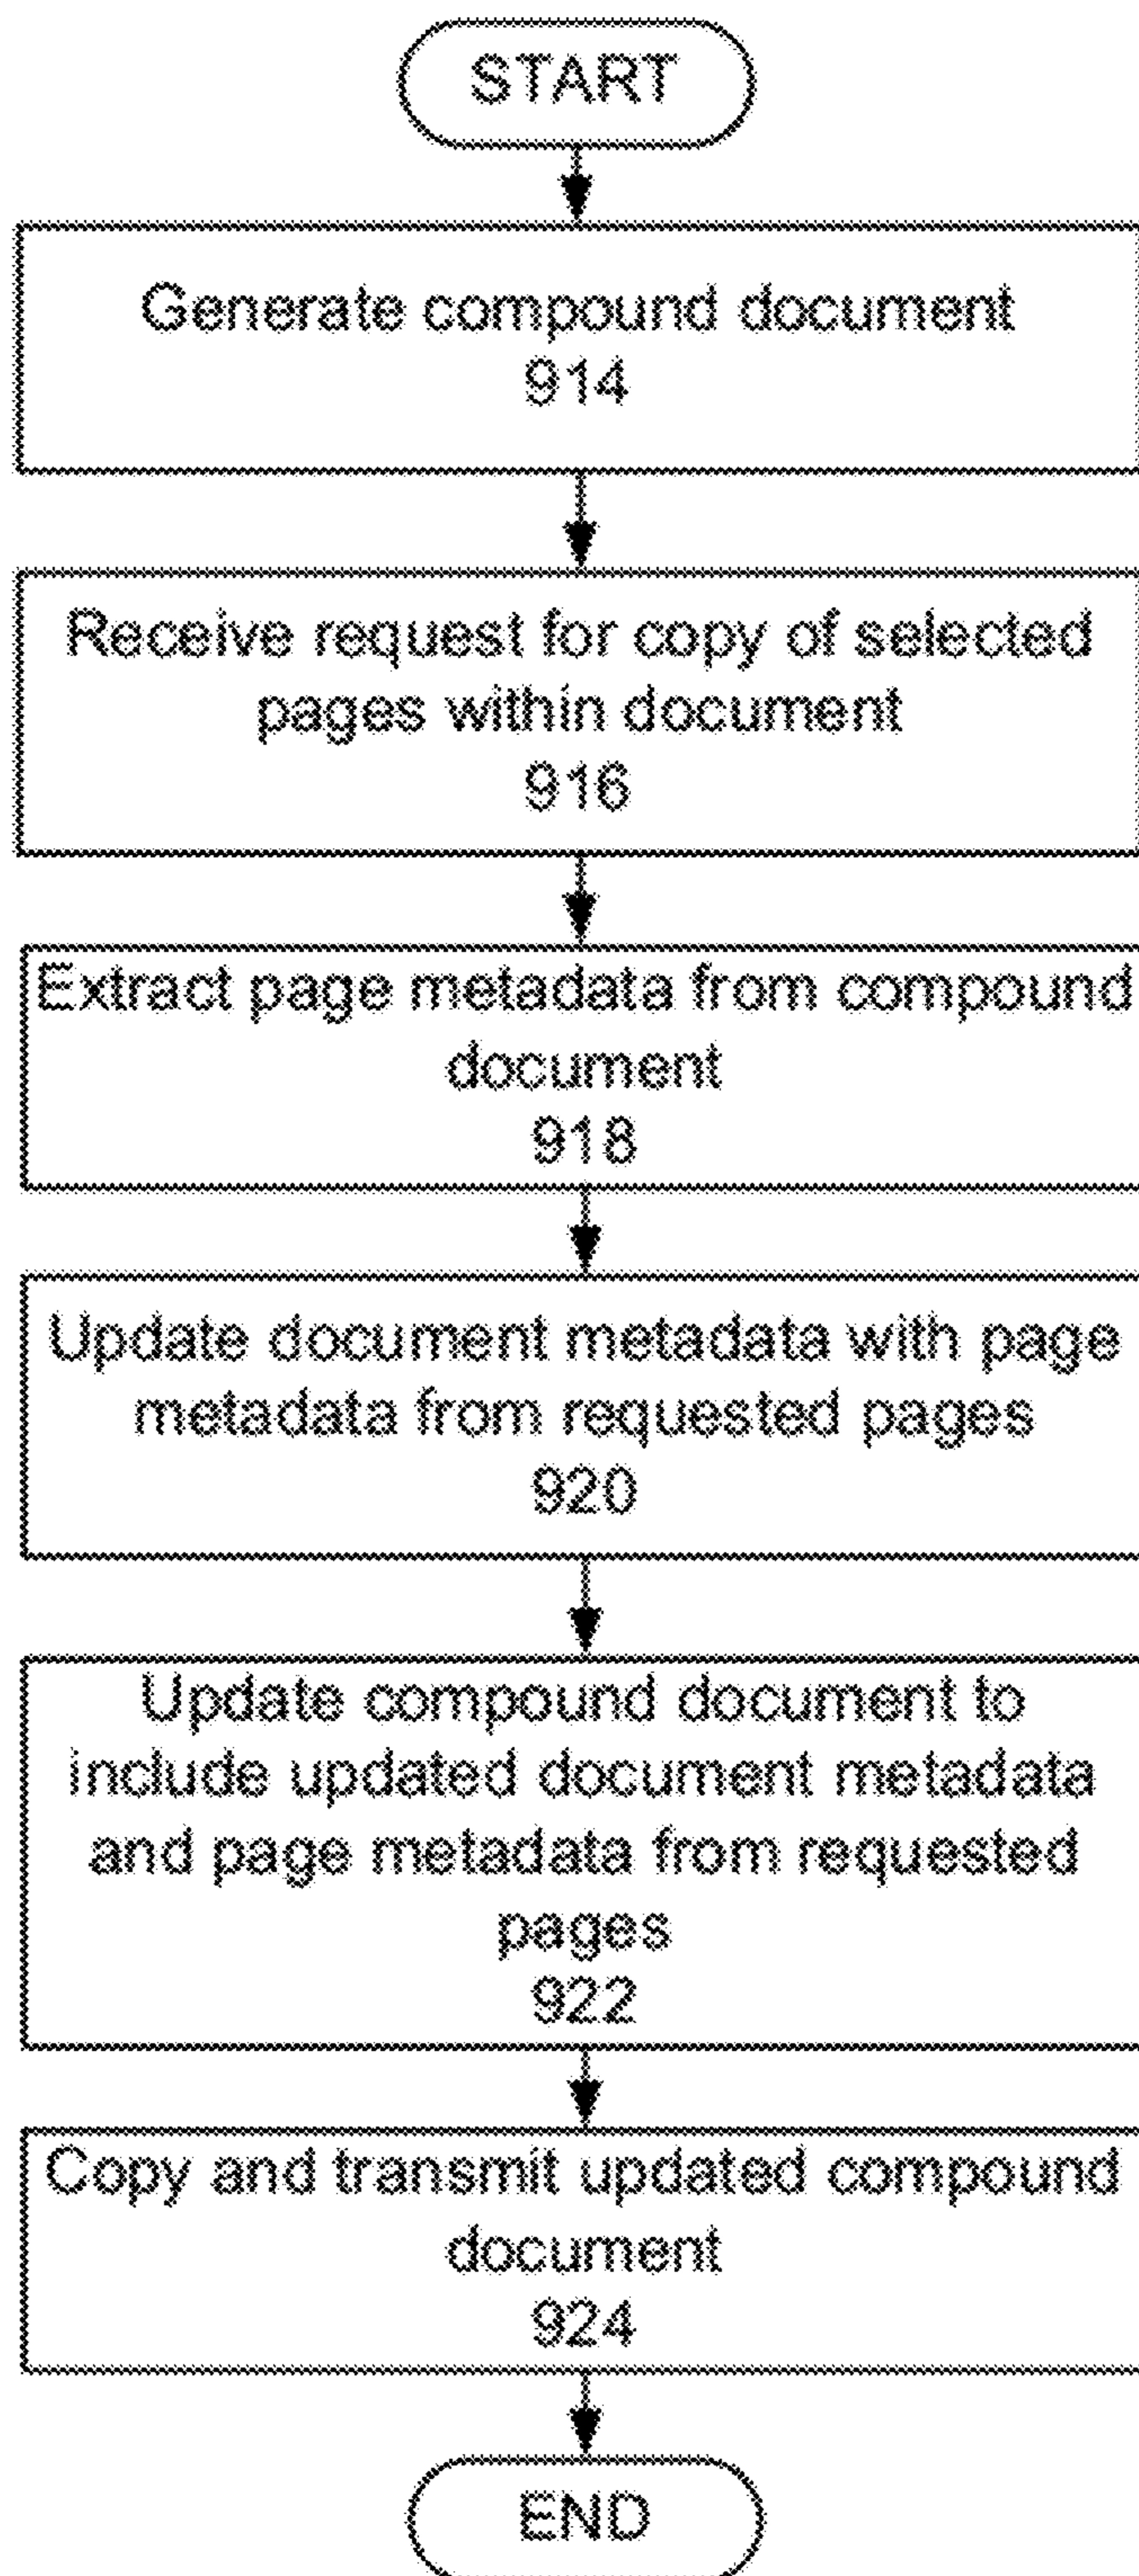 START
Generate compound document
914
Receive request for copy of selected
pages within document
916
Extract page metadata from compound
document
918
Update document metadata with page
metadata from requested pages
920
Update compound document to
include updated document metadata
and page metadata from requested
pages
922
Copy and transmit updated compound
document
924
END